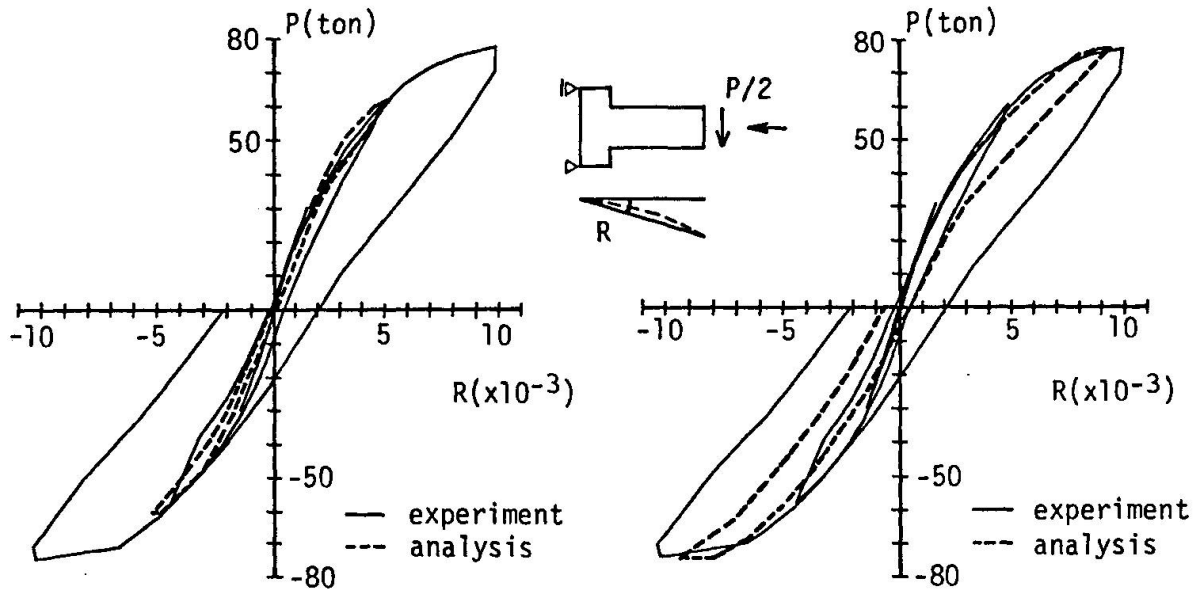 P(ton)
80
50
-10
-5
5
10
R(x10-3)
-50
experiment
analysis
-80
P/2
R
P(ton)
80
50
-10
-5
5
10
R(x10-3)
-50
experiment
analysis
-80